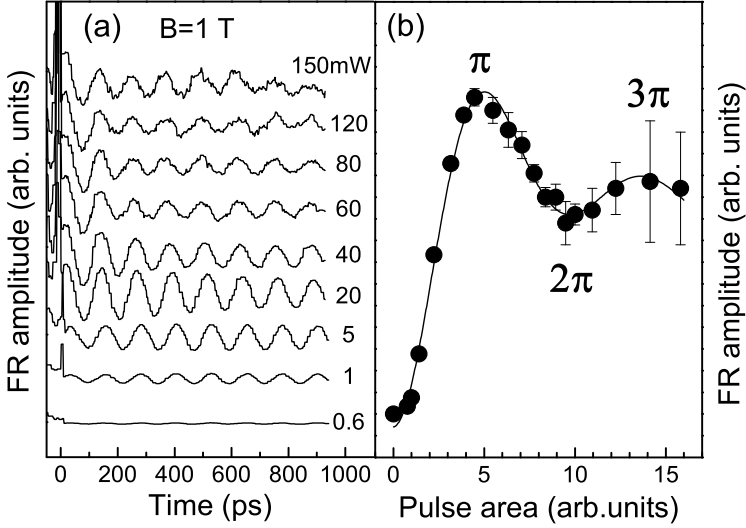 (a) B=1 T
150mW
120
80
60
40
20
5
1
0.6
FR amplitude (arb. units)
0 200 400 600 800 1000
Time (ps)
(b)
π
2π
3π
0 5 10 15
Pulse area (arb.units)
FR amplitude (arb. units)